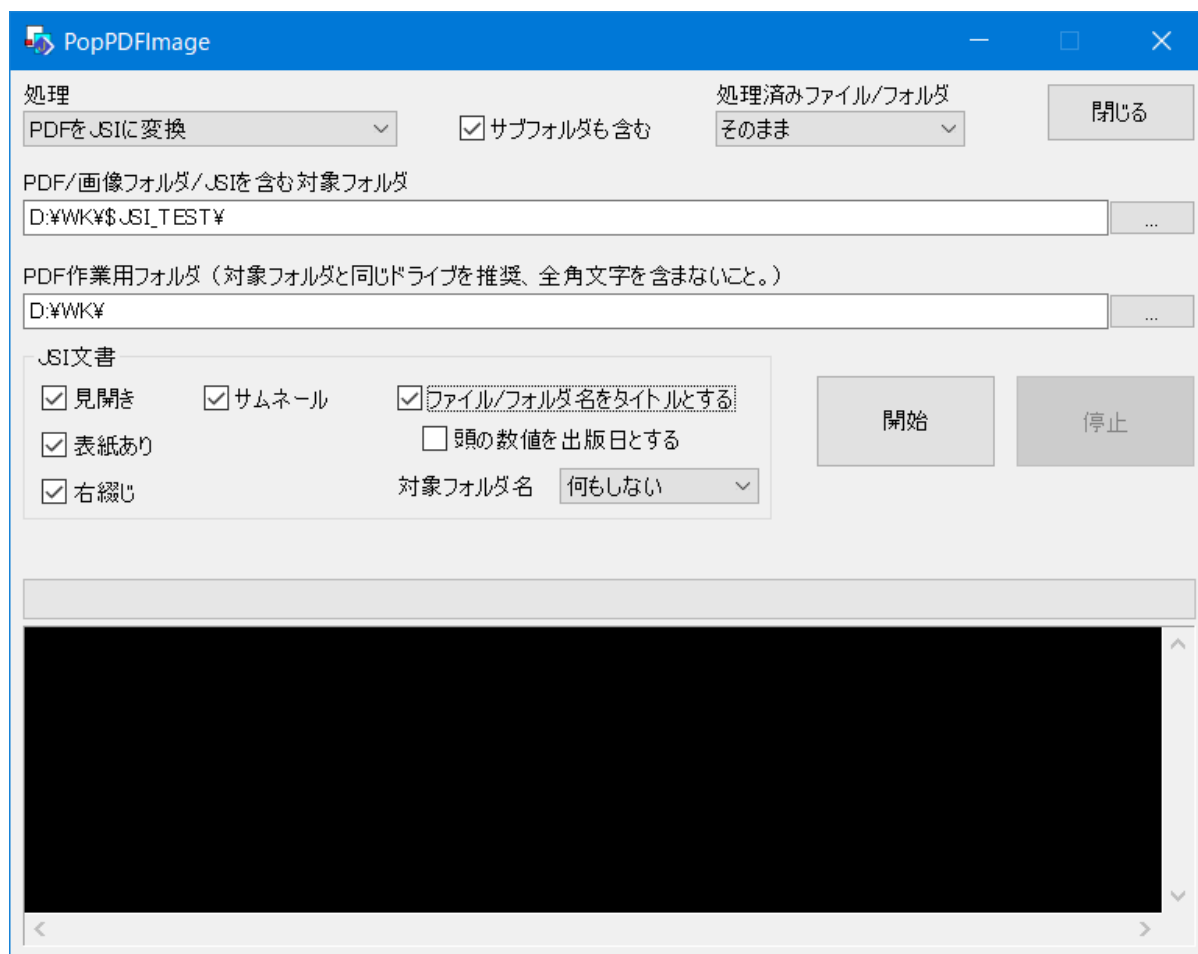 PopPDFImage
処理
処理済みファイル/フォルダ
閉じる
PDFをJSIに変換
サブフォルダも含む
そのまま
PDF/画像フォルダ/JSIを含む対象フォルダ
D:¥WK¥$JSI_TEST¥
...
PDF作業用フォルダ（対象フォルダと同じドライブを推奨、全角文字を含まないこと。）
D:¥WK¥
...
JSI文書
見開き
サムネール
ファイル/フォルダ名をタイトルとする
開始
停止
表紙あり
頭の数値を出版日とする
右綴じ
対象フォルダ名
何もしない